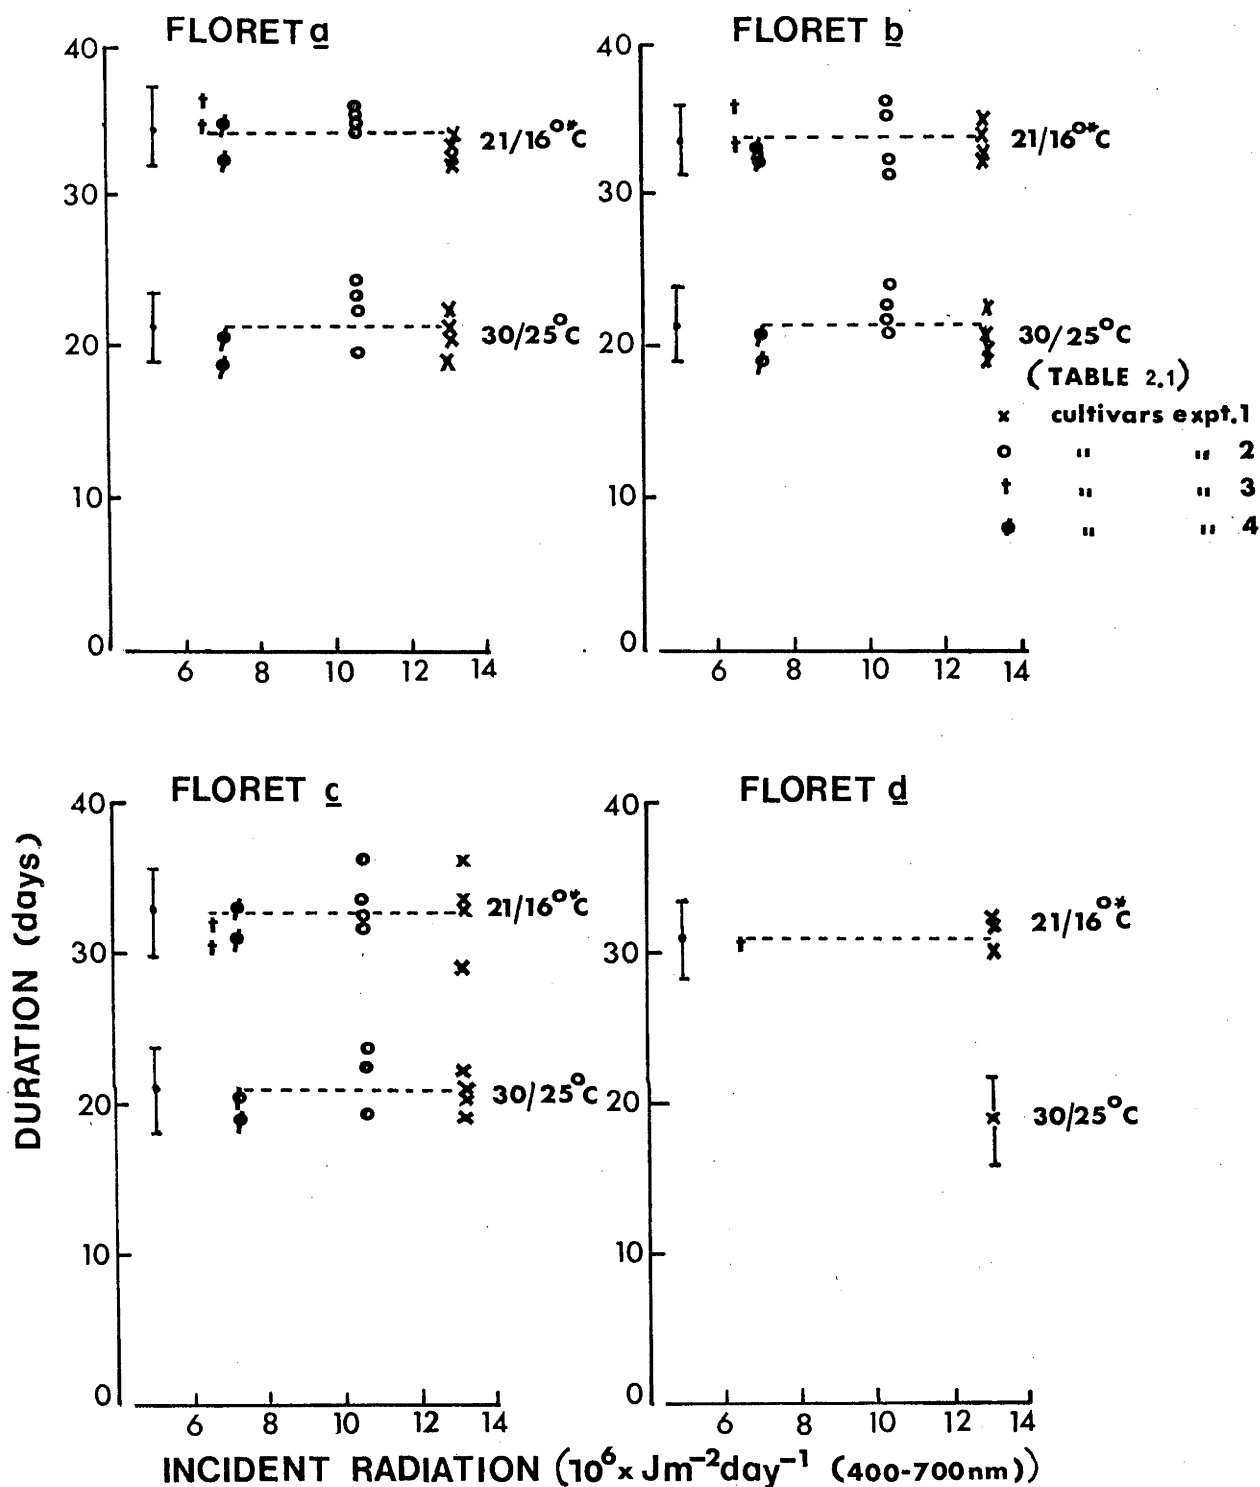 FLORET a
40
30
20
10
0
6 8 10 12 14
21/16°*C
30/25°C
FLORET b
40
30
20
10
0
6 8 10 12 14
21/16°*C
30/25°C
(TABLE 2.1)
x cultivars expt.1
o " " 2
† " " 3
" " 4
FLORET c
40
30
20
10
0
6 8 10 12 14
21/16°*C
30/25°C
FLORET d
40
30
20
10
0
6 8 10 12 14
21/16°*C
30/25°C
DURATION (days)
INCIDENT RADIATION (10⁶x Jm⁻²day⁻¹ (400-700nm))